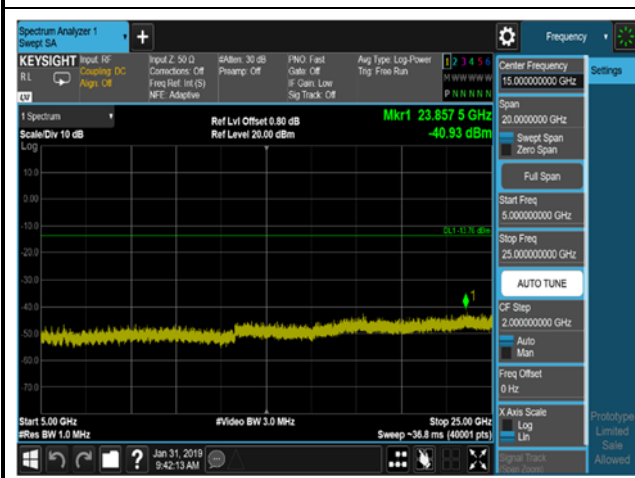 Spectrum Analyzer 1
Swept SA
Frequency
KEYSIGHT
RL
Input: RF
Coupling: DC
Align: Off
Input Z: 50 Ω
Corrections: Off
Freq Ref: Int (S)
NFE: Adaptive
#Atten: 30 dB
Preamp: Off
PNO: Fast
Gate: Off
IF Gain: Low
Sig Track: Off
Avg Type: Log-Power
Trig: Free Run
1 2 3 4 5 6
M W W W W W
P N N N N N
Center Frequency
15.000000000 GHz
Settings
1 Spectrum
Scale/Div 10 dB
Log
Ref Lvl Offset 0.80 dB
Ref Level 20.00 dBm
Mkr1 23.857 5 GHz
-40.93 dBm
Span
20.0000000 GHz
Swept Span
Zero Span
Full Span
Start Freq
5.000000000 GHz
Stop Freq
25.000000000 GHz
AUTO TUNE
CF Step
2.000000000 GHz
Auto
Man
Freq Offset
0 Hz
X Axis Scale
Log
Lin
Signal Track
(Span Zoom)
10.0
0.00
-10.0
-20.0
-30.0
-40.0
-50.0
-60.0
-70.0
1
Start 5.00 GHz
#Res BW 1.0 MHz
#Video BW 3.0 MHz
Stop 25.00 GHz
Sweep ~36.8 ms (40001 pts)
Jan 31, 2019
9:42:13 AM
Prototype
Limited
Sale
Allowed